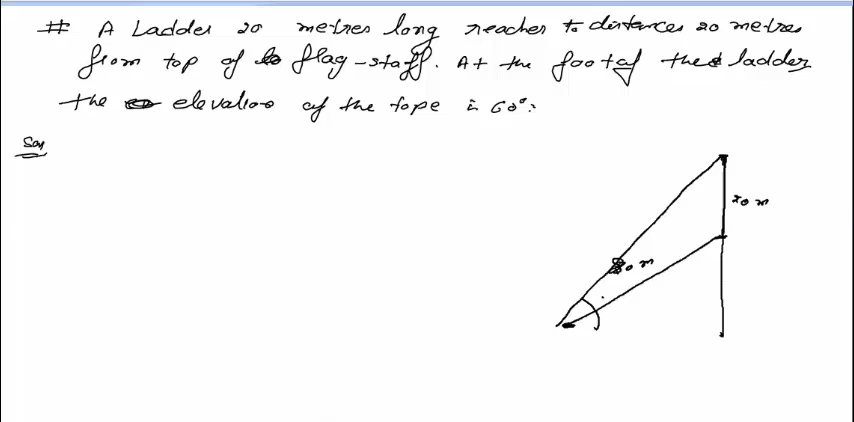 # A Ladder 20 metres long reaches to distances 20 metres
from top of flag-staff. At the foot of the ladder
the elevation of the tope is 60°:
Soln
20 m
20 m